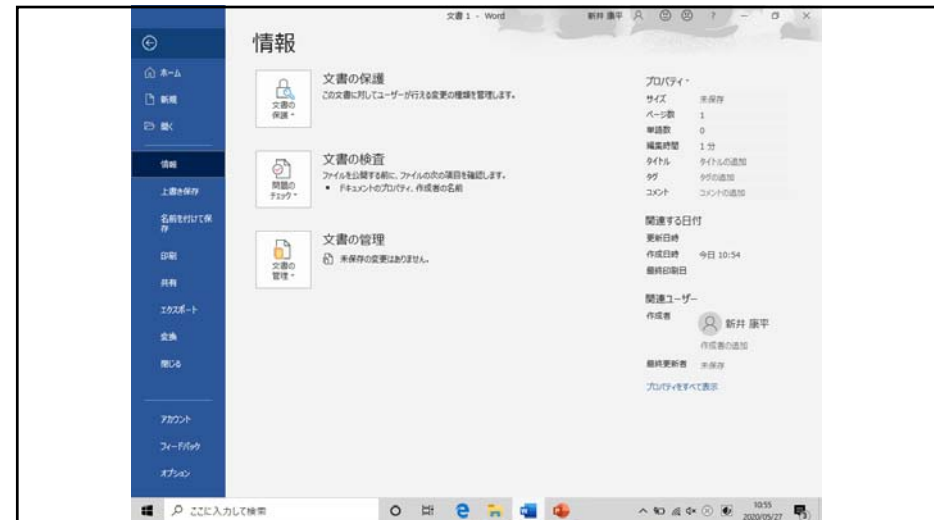 文書 1 - Word
新井 康平
?
情報
ホーム
新規
開く
情報
上書き保存
名前を付けて保
存
印刷
共有
エクスポート
変換
閉じる
アカウント
フィードバック
オプション
文書の
保護
文書の保護
この文書に対してユーザーが行える変更の種類を管理します。
問題の
チェック
文書の検査
ファイルを公開する前に、ファイルの次の項目を確認します。
▪ ドキュメントのプロパティ、作成者の名前
文書の
管理
文書の管理
未保存の変更はありません。
プロパティ
サイズ 未保存
ページ数 1
単語数 0
編集時間 1 分
タイトル タイトルの追加
タグ タグの追加
コメント コメントの追加
関連する日付
更新日時
作成日時 今日 10:54
最終印刷日
関連ユーザー
作成者 新井 康平
作成者の追加
最終更新者 未保存
プロパティをすべて表示
ここに入力して検索
10:55
2020/05/27